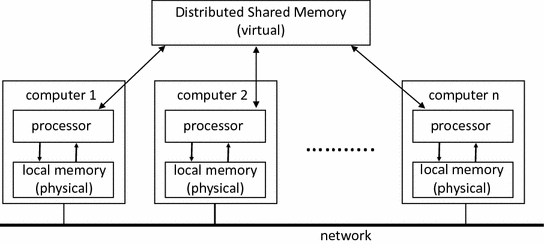 Distributed Shared Memory
(virtual)
computer 1
computer 2
computer n
processor
processor
processor
local memory
(physical)
local memory
(physical)
local memory
(physical)
network